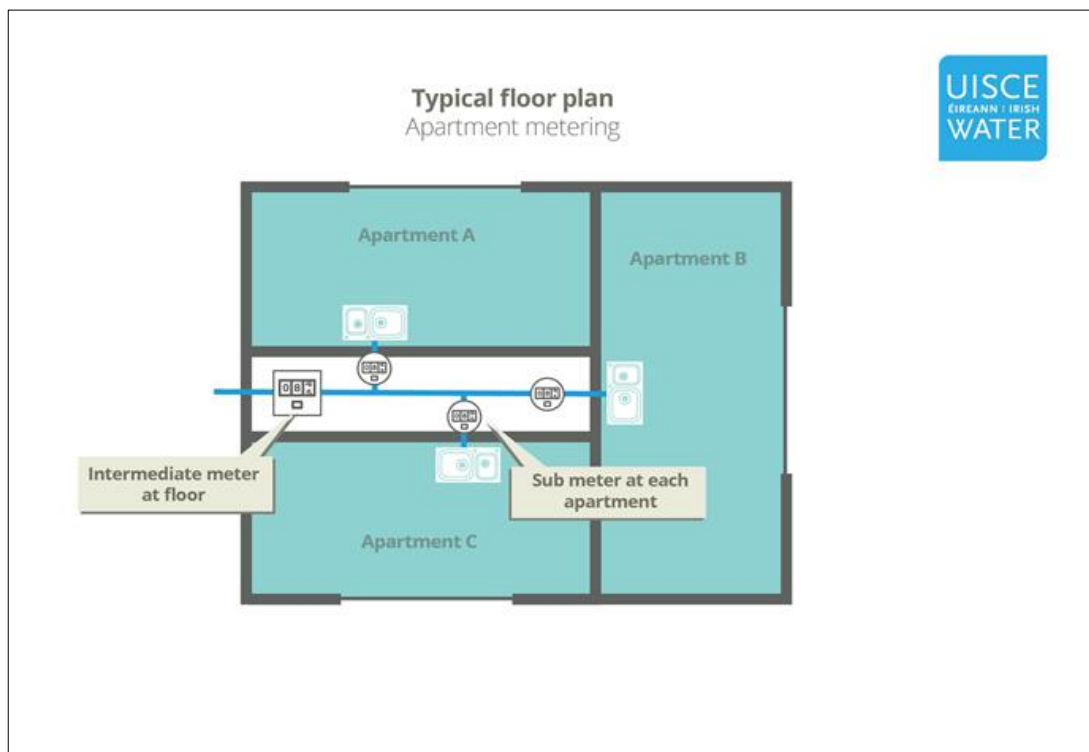 Typical floor plan
Apartment metering
UISCE
ÉIREANN : IRISH
WATER
Apartment A
Apartment B
Intermediate meter
at floor
Sub meter at each
apartment
Apartment C